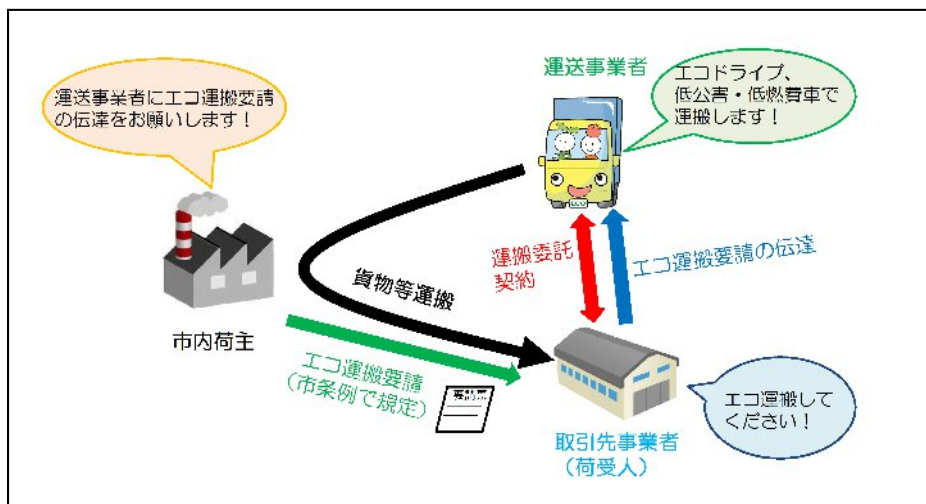 運送事業者にエコ運搬要請
の伝達をお願いします！
運送事業者
エコドライブ、
低公害・低燃費車で
運搬します！
ECO
運搬委託
契約
エコ運搬要請の伝達
貨物等運搬
市内荷主
エコ運搬要請
（市条例で規定）
エコ運搬して
ください！
取引先事業者
（荷受人）